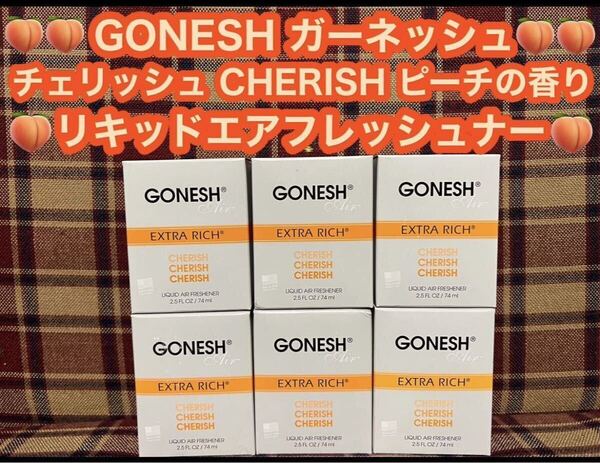 🍑🍑 GONESH ガーネッシュ🍑🍑
チェリッシュ CHERISH ピーチの香り
🍑リキッドエアフレッシュナー🍑
GONESH®
Air
EXTRA RICH®
CHERISH
CHERISH
CHERISH
LIQUID AIR FRESHENER
2.5 FL OZ / 74 ml
GONESH®
Air
EXTRA RICH®
CHERISH
CHERISH
CHERISH
LIQUID AIR FRESHENER
2.5 FL OZ / 74 ml
GONESH®
Air
EXTRA RICH®
CHERISH
CHERISH
CHERISH
LIQUID AIR FRESHENER
2.5 FL OZ / 74 ml
GONESH®
Air
EXTRA RICH®
CHERISH
CHERISH
CHERISH
LIQUID AIR FRESHENER
2.5 FL OZ / 74 ml
GONESH®
Air
EXTRA RICH®
CHERISH
CHERISH
CHERISH
LIQUID AIR FRESHENER
2.5 FL OZ / 74 ml
GONESH®
Air
EXTRA RICH®
CHERISH
CHERISH
CHERISH
LIQUID AIR FRESHENER
2.5 FL OZ / 74 ml